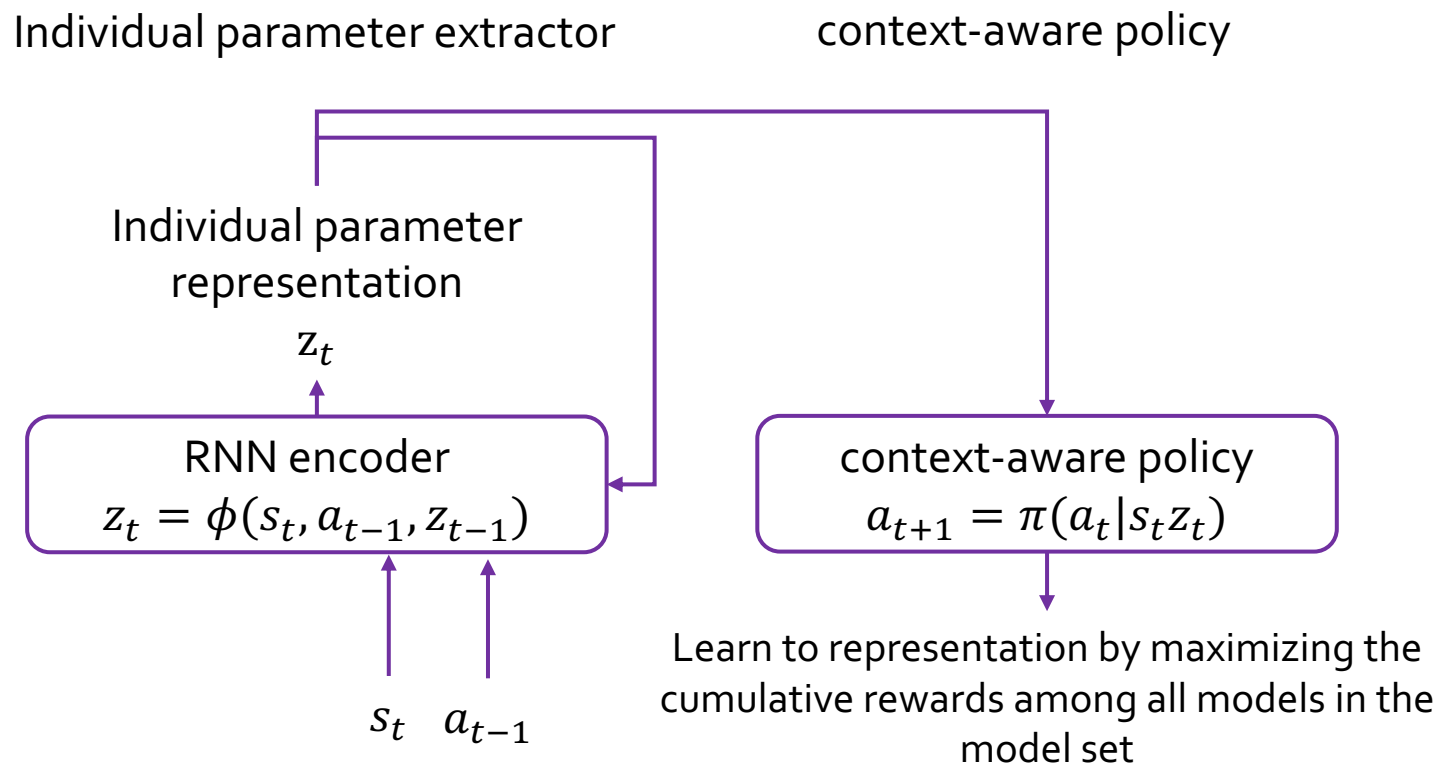 Individual parameter extractor
context-aware policy
Individual parameter
representation
z_t
RNN encoder
z_t = ϕ(s_t, a_{t−1}, z_{t−1})
s_t a_{t−1}
context-aware policy
a_{t+1} = π(a_t|s_t z_t)
Learn to representation by maximizing the
cumulative rewards among all models in the
model set